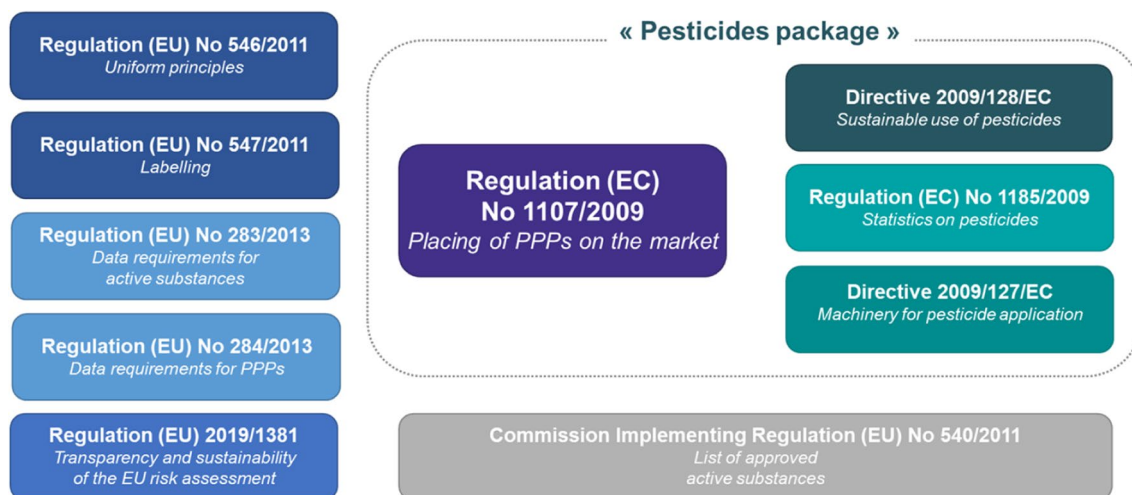 Regulation (EU) No 546/2011
Uniform principles
Regulation (EU) No 547/2011
Labelling
Regulation (EU) No 283/2013
Data requirements for
active substances
Regulation (EU) No 284/2013
Data requirements for PPPs
Regulation (EU) 2019/1381
Transparency and sustainability
of the EU risk assessment
« Pesticides package »
Regulation (EC)
No 1107/2009
Placing of PPPs on the market
Directive 2009/128/EC
Sustainable use of pesticides
Regulation (EC) No 1185/2009
Statistics on pesticides
Directive 2009/127/EC
Machinery for pesticide application
Commission Implementing Regulation (EU) No 540/2011
List of approved
active substances